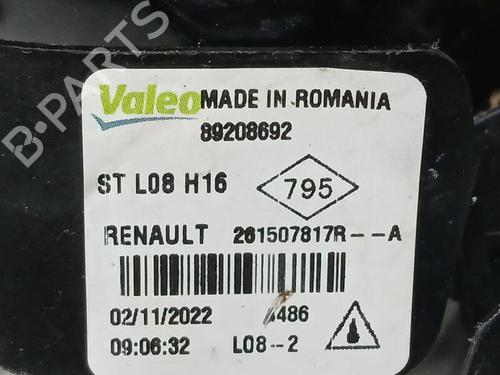 B-PARTS
Valeo MADE IN ROMANIA
89208692
ST L08 H16 795
RENAULT 261507817R--A
02/11/2022 4486
09:06:32 L08-2